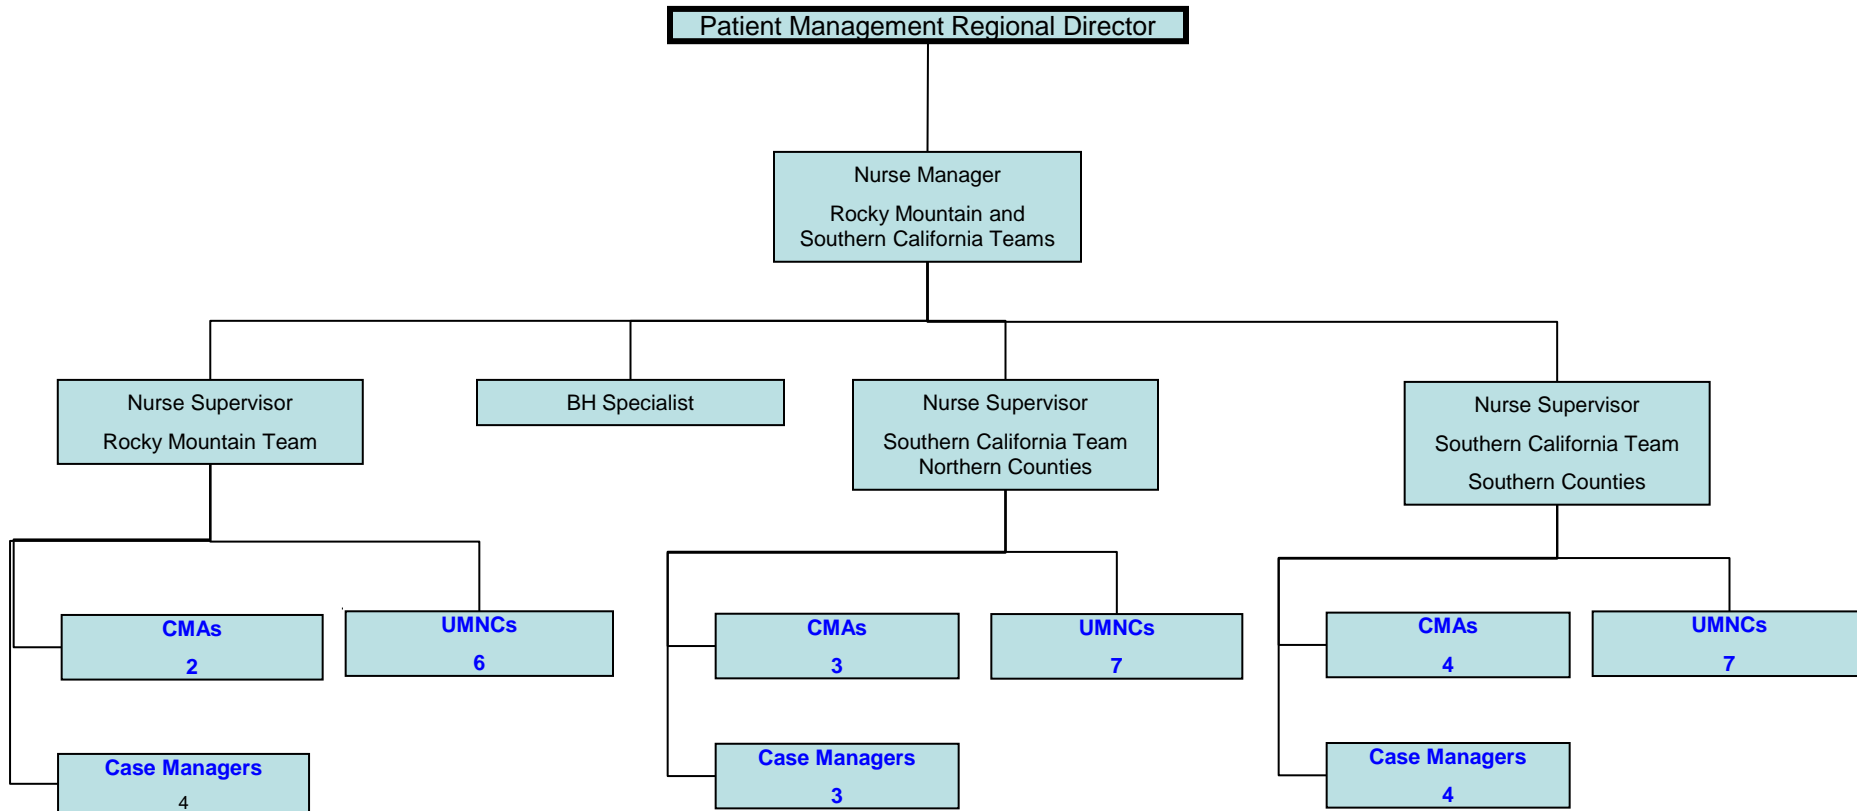 Patient Management Regional Director
Nurse Manager
Rocky Mountain and
Southern California Teams
Nurse Supervisor
Rocky Mountain Team
BH Specialist
Nurse Supervisor
Southern California Team
Northern Counties
Nurse Supervisor
Southern California Team
Southern Counties
CMAs
2
UMNCs
6
CMAs
3
UMNCs
7
CMAs
4
UMNCs
7
Case Managers
4
Case Managers
3
Case Managers
4